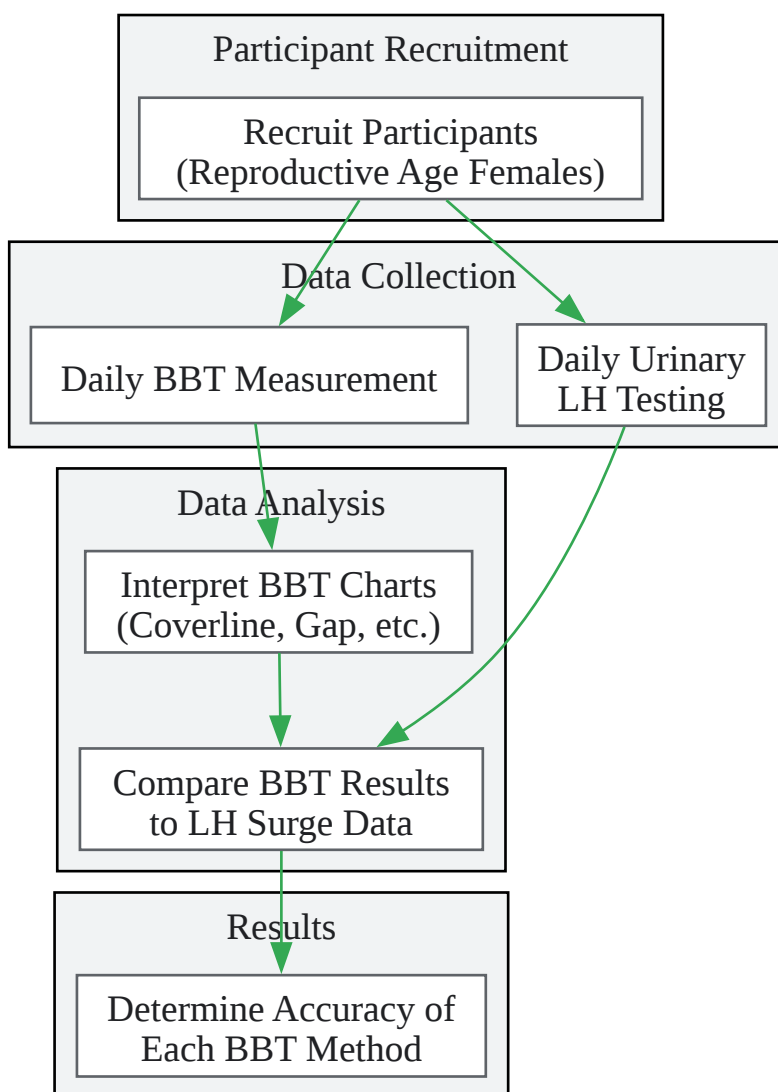 Participant Recruitment
Recruit Participants
(Reproductive Age Females)
Data Collection
Daily BBT Measurement
Daily Urinary
LH Testing
Data Analysis
Interpret BBT Charts
(Coverline, Gap, etc.)
Compare BBT Results
to LH Surge Data
Results
Determine Accuracy of
Each BBT Method